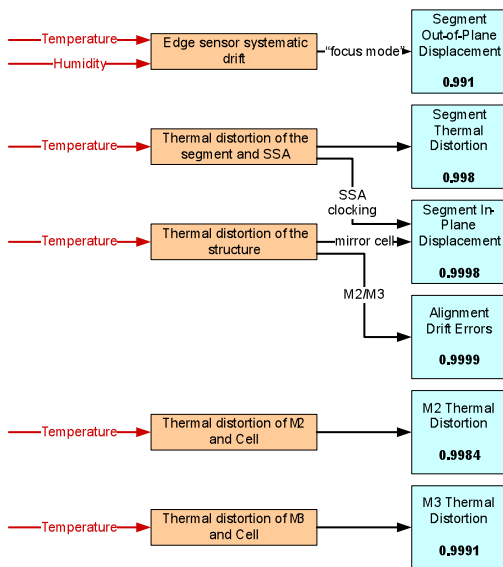 Temperature
Humidity
Edge sensor systematic
drift
"focus mode"
Segment
Out-of-Plane
Displacement
0.991
Temperature
Thermal distortion of the
segment and SSA
Segment
Thermal
Distortion
0.998
SSA
clocking
Temperature
Thermal distortion of the
structure
mirror cell
Segment In-
Plane
Displacement
0.9998
M2/M3
Alignment
Drift Errors
0.9999
Temperature
Thermal distortion of M2
and Cell
M2 Thermal
Distortion
0.9984
Temperature
Thermal distortion of M3
and Cell
M3 Thermal
Distortion
0.9991